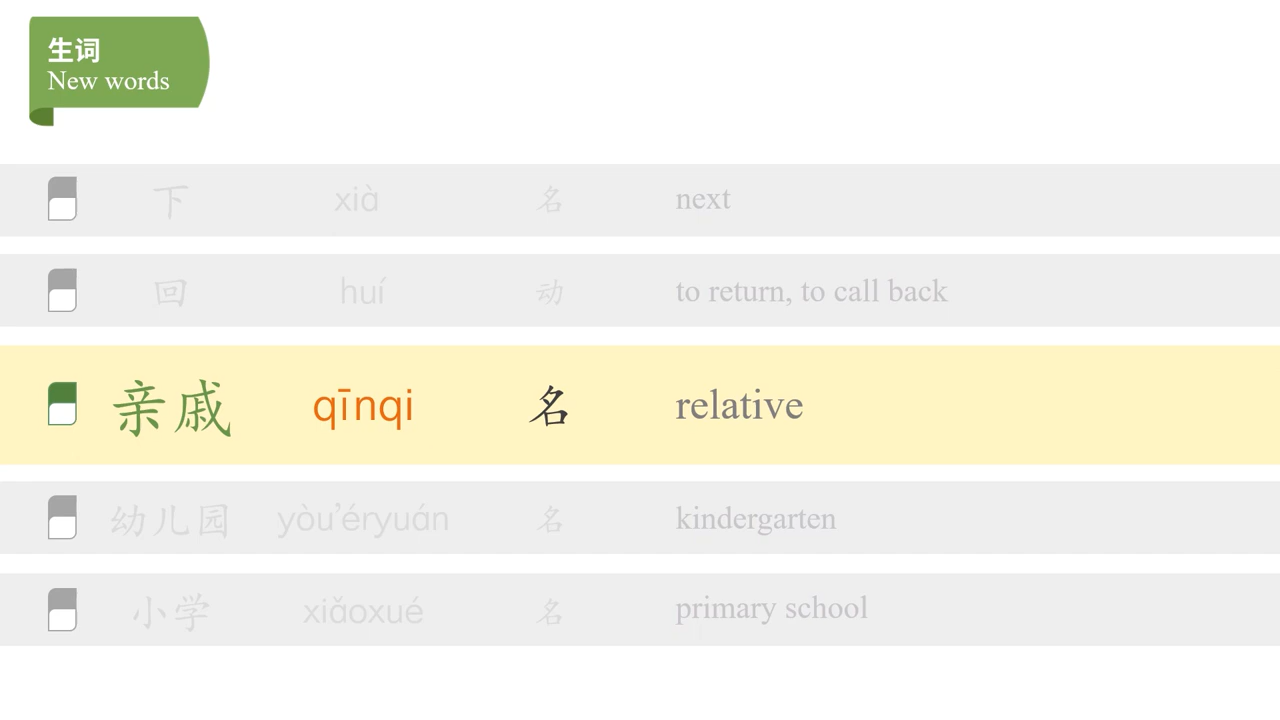 生词
New words
下 xià 名 next
回 huí 动 to return, to call back
亲戚 qīnqi 名 relative
幼儿园 yòu’éryuán 名 kindergarten
小学 xiǎoxué 名 primary school